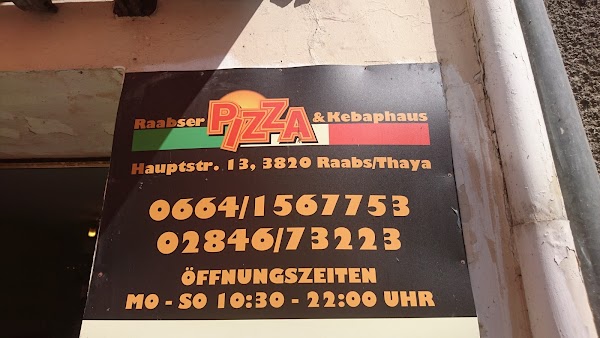 Raabser PIZZA & Kebaphaus
Hauptstr. 13, 3820 Raabs/Thaya
0664/1567753
02846/73223
ÖFFNUNGSZEITEN
MO - SO 10:30 - 22:00 UHR